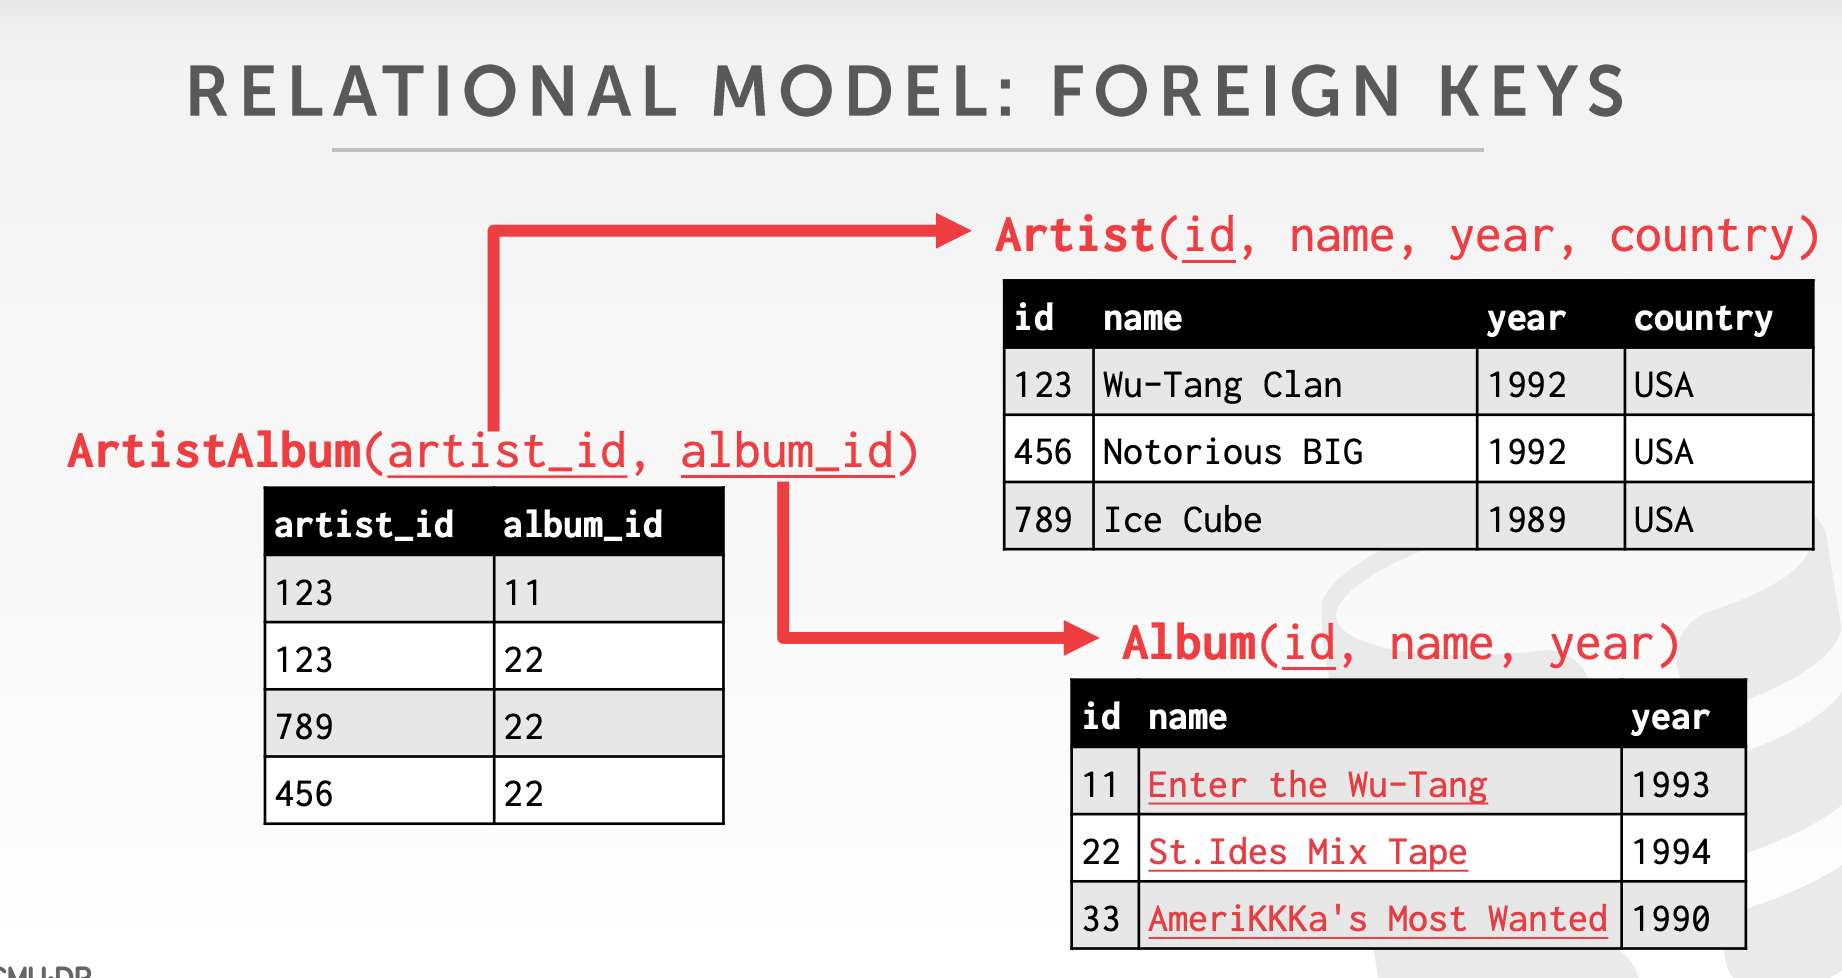 RELATIONAL MODEL: FOREIGN KEYS
Artist(id, name, year, country)
id name year country
123 Wu-Tang Clan 1992 USA
456 Notorious BIG 1992 USA
789 Ice Cube 1989 USA
ArtistAlbum(artist_id, album_id)
artist_id album_id
123 11
123 22
789 22
456 22
Album(id, name, year)
id name year
11 Enter the Wu-Tang 1993
22 St.Ides Mix Tape 1994
33 AmeriKKKa's Most Wanted 1990